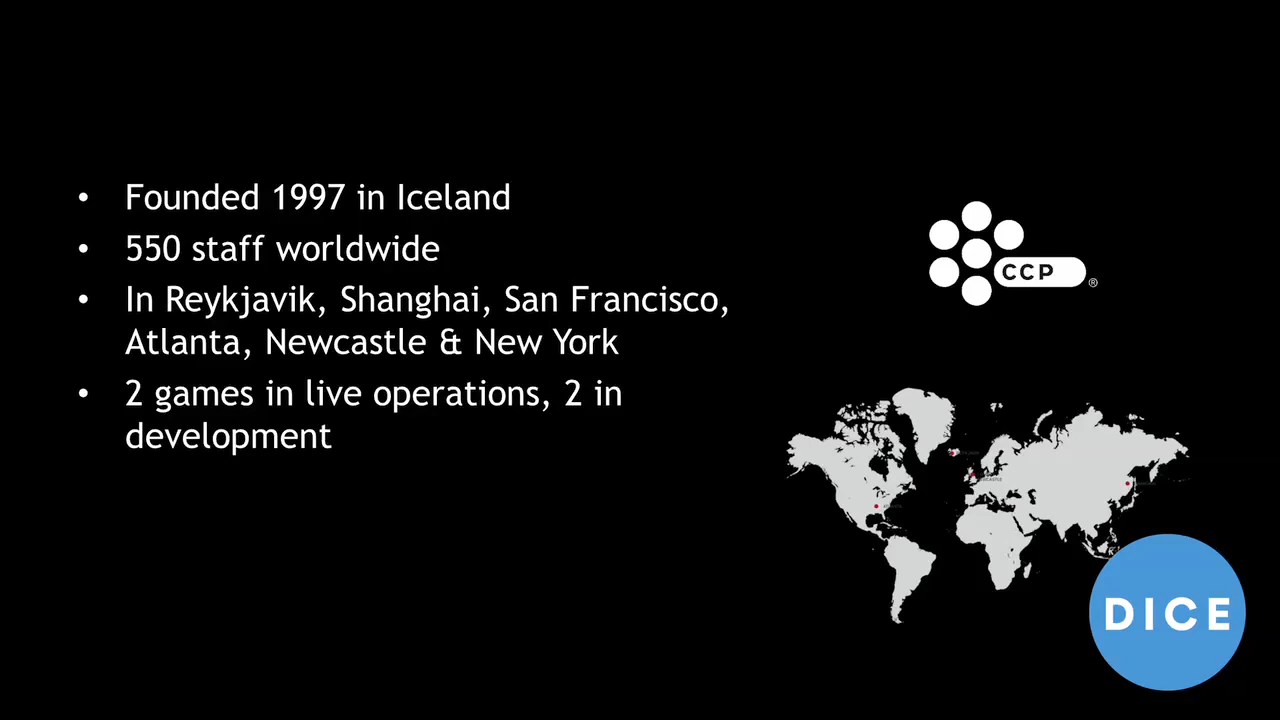 • Founded 1997 in Iceland
• 550 staff worldwide
• In Reykjavik, Shanghai, San Francisco,
Atlanta, Newcastle & New York
• 2 games in live operations, 2 in
development
CCP
®
DICE